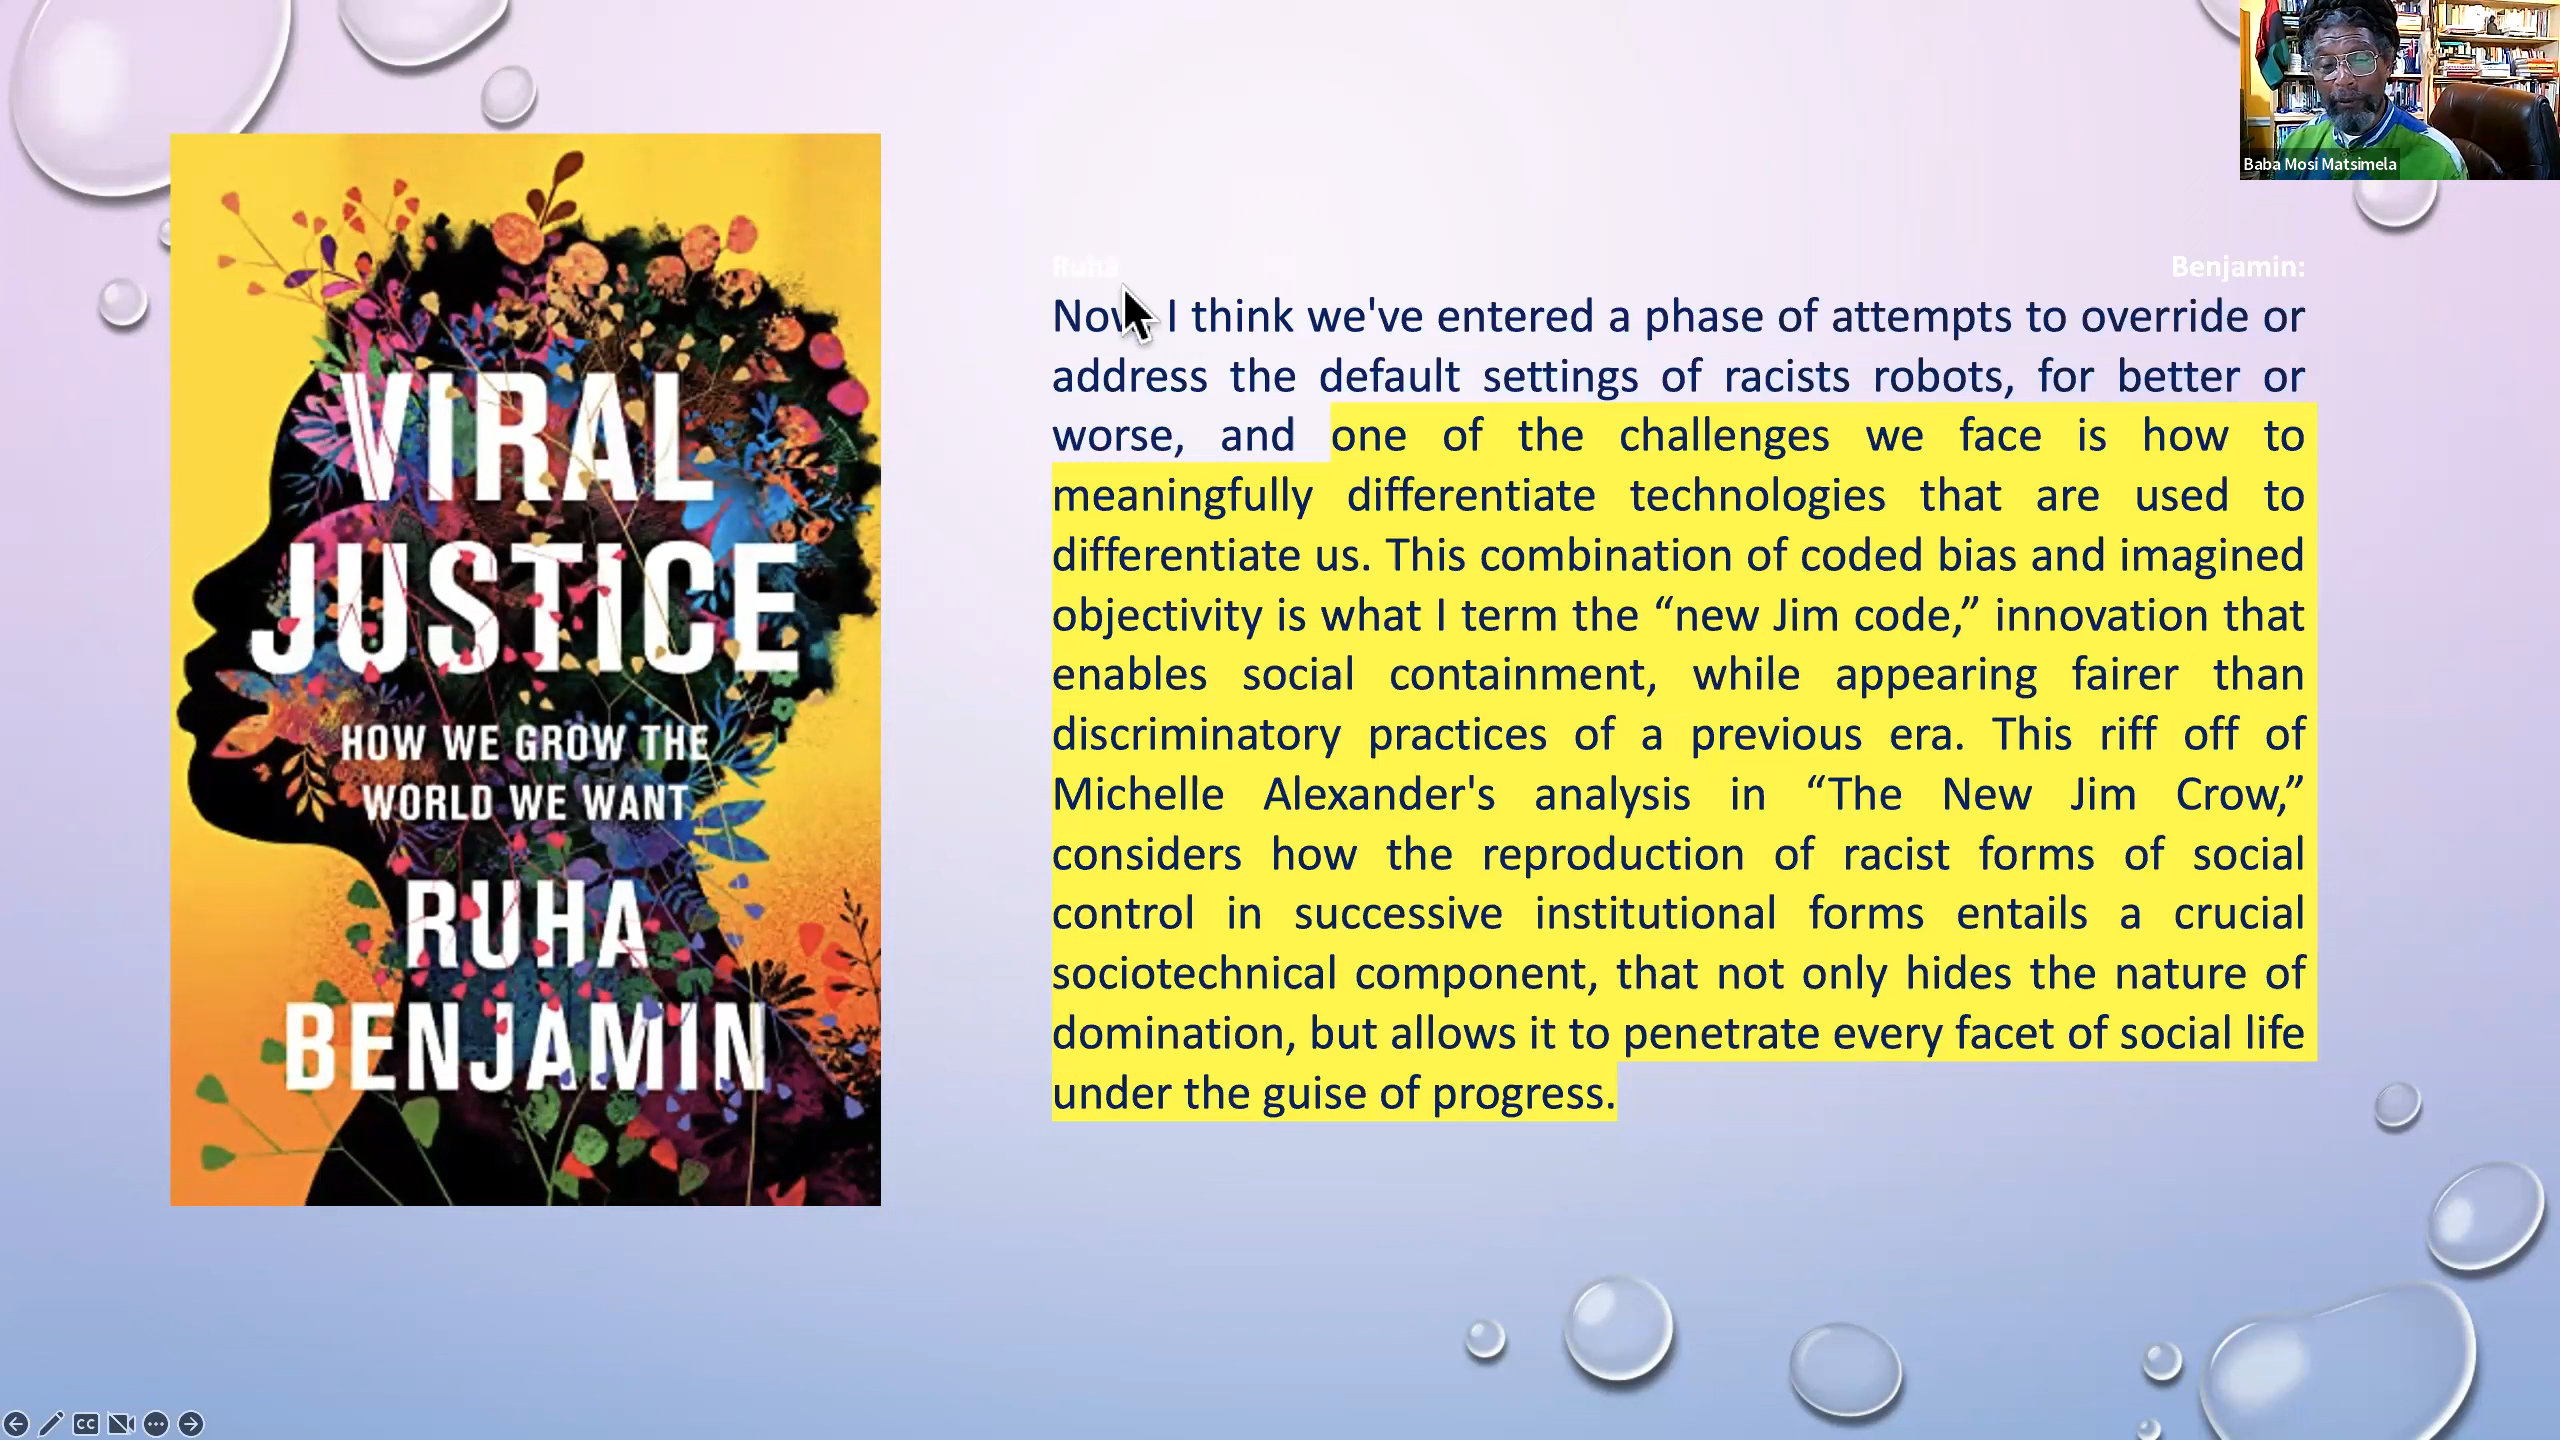 Baba Mosi Matsimela
VIRAL
JUSTICE
HOW WE GROW THE
WORLD WE WANT
RUHA
BENJAMIN
Ruha Benjamin:
Now I think we've entered a phase of attempts to override or
address the default settings of racists robots, for better or
worse, and one of the challenges we face is how to
meaningfully differentiate technologies that are used to
differentiate us. This combination of coded bias and imagined
objectivity is what I term the “new Jim code,” innovation that
enables social containment, while appearing fairer than
discriminatory practices of a previous era. This riff off of
Michelle Alexander's analysis in “The New Jim Crow,”
considers how the reproduction of racist forms of social
control in successive institutional forms entails a crucial
sociotechnical component, that not only hides the nature of
domination, but allows it to penetrate every facet of social life
under the guise of progress.
CC